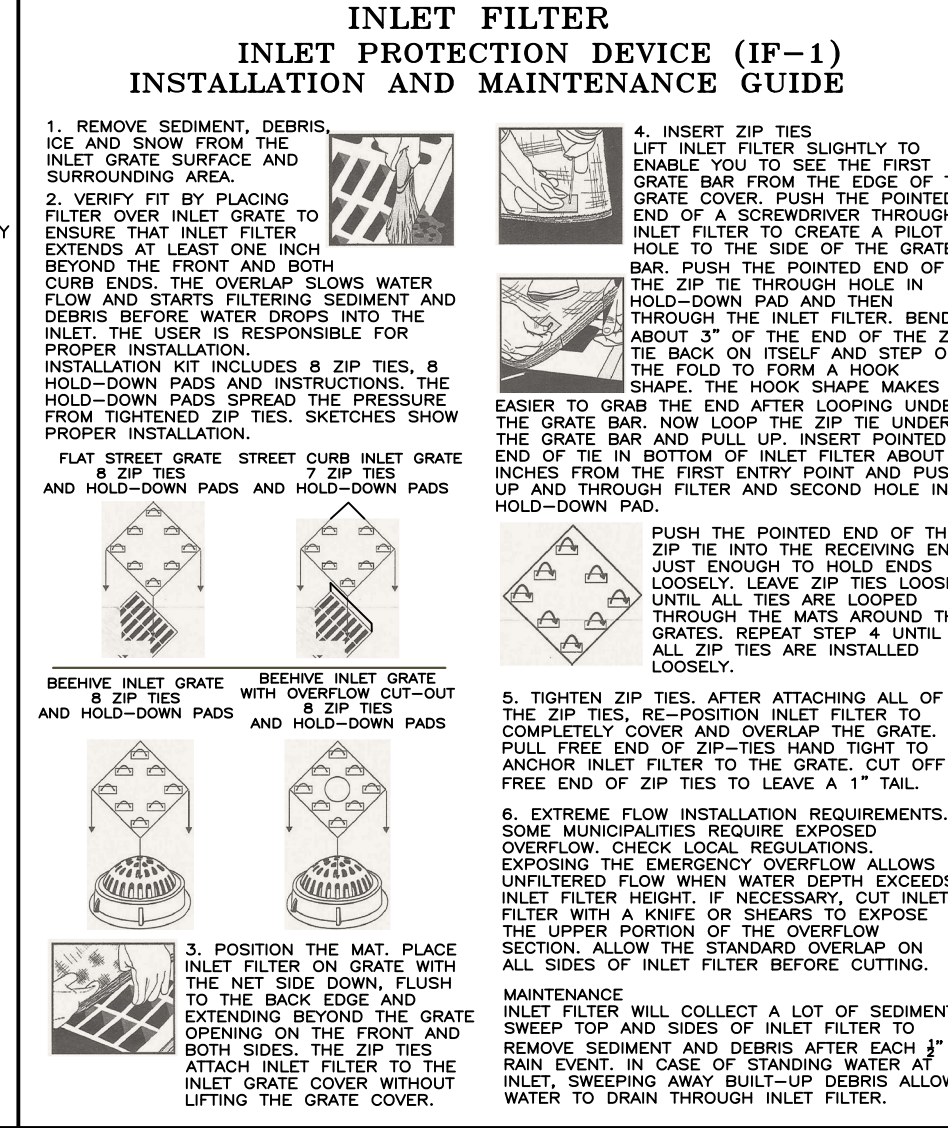 INLET FILTER
INLET PROTECTION DEVICE (IF-1)
INSTALLATION AND MAINTENANCE GUIDE
Y
1. REMOVE SEDIMENT, DEBRIS,
ICE AND SNOW FROM THE
INLET GRATE SURFACE AND
SURROUNDING AREA.
2. VERIFY FIT BY PLACING
FILTER OVER INLET GRATE TO
ENSURE THAT INLET FILTER
EXTENDS AT LEAST ONE INCH
BEYOND THE FRONT AND BOTH
CURB ENDS. THE OVERLAP SLOWS WATER
FLOW AND STARTS FILTERING SEDIMENT AND
DEBRIS BEFORE WATER DROPS INTO THE
INLET. THE USER IS RESPONSIBLE FOR
PROPER INSTALLATION.
INSTALLATION KIT INCLUDES 8 ZIP TIES, 8
HOLD-DOWN PADS AND INSTRUCTIONS. THE
HOLD-DOWN PADS SPREAD THE PRESSURE
FROM TIGHTENED ZIP TIES. SKETCHES SHOW
PROPER INSTALLATION.
FLAT STREET GRATE
8 ZIP TIES
AND HOLD-DOWN PADS
STREET CURB INLET GRATE
7 ZIP TIES
AND HOLD-DOWN PADS
BEEHIVE INLET GRATE
8 ZIP TIES
AND HOLD-DOWN PADS
BEEHIVE INLET GRATE
WITH OVERFLOW CUT-OUT
8 ZIP TIES
AND HOLD-DOWN PADS
3. POSITION THE MAT. PLACE
INLET FILTER ON GRATE WITH
THE NET SIDE DOWN, FLUSH
TO THE BACK EDGE AND
EXTENDING BEYOND THE GRATE
OPENING ON THE FRONT AND
BOTH SIDES. THE ZIP TIES
ATTACH INLET FILTER TO THE
INLET GRATE COVER WITHOUT
LIFTING THE GRATE COVER.
4. INSERT ZIP TIES
LIFT INLET FILTER SLIGHTLY TO
ENABLE YOU TO SEE THE FIRST
GRATE BAR FROM THE EDGE OF
GRATE COVER. PUSH THE POINTED
END OF A SCREWDRIVER THROUGH
INLET FILTER TO CREATE A PILOT
HOLE TO THE SIDE OF THE GRATE
BAR. PUSH THE POINTED END OF
THE ZIP TIE THROUGH HOLE IN
HOLD-DOWN PAD AND THEN
THROUGH THE INLET FILTER. BEND
ABOUT 3" OF THE END OF THE
TIE BACK ON ITSELF AND STEP
THE FOLD TO FORM A HOOK
SHAPE. THE HOOK SHAPE MAKES
EASIER TO GRAB THE END AFTER LOOPING UNDE
THE GRATE BAR. NOW LOOP THE ZIP TIE UNDER
THE GRATE BAR AND PULL UP. INSERT POINTED
END OF TIE IN BOTTOM OF INLET FILTER ABOUT
INCHES FROM THE FIRST ENTRY POINT AND PUS
UP AND THROUGH FILTER AND SECOND HOLE IN
HOLD-DOWN PAD.
PUSH THE POINTED END OF TH
ZIP TIE INTO THE RECEIVING EN
JUST ENOUGH TO HOLD ENDS
LOOSELY. LEAVE ZIP TIES LOOS
UNTIL ALL TIES ARE LOOPED
THROUGH THE MATS AROUND TH
GRATES. REPEAT STEP 4 UNTIL
ALL ZIP TIES ARE INSTALLED
LOOSELY.
5. TIGHTEN ZIP TIES. AFTER ATTACHING ALL OF
THE ZIP TIES, RE-POSITION INLET FILTER TO
COMPLETELY COVER AND OVERLAP THE GRATE.
PULL FREE END OF ZIP-TIES HAND TIGHT TO
ANCHOR INLET FILTER TO THE GRATE. CUT OFF
FREE END OF ZIP TIES TO LEAVE A 1" TAIL.
6. EXTREME FLOW INSTALLATION REQUIREMENTS.
SOME MUNICIPALITIES REQUIRE EXPOSED
OVERFLOW. CHECK LOCAL REGULATIONS.
EXPOSING THE EMERGENCY OVERFLOW ALLOWS
UNFILTERED FLOW WHEN WATER DEPTH EXCEEDS
INLET FILTER HEIGHT. IF NECESSARY, CUT INLET
FILTER WITH A KNIFE OR SHEARS TO EXPOSE
THE UPPER PORTION OF THE OVERFLOW
SECTION. ALLOW THE STANDARD OVERLAP ON
ALL SIDES OF INLET FILTER BEFORE CUTTING.
MAINTENANCE
INLET FILTER WILL COLLECT A LOT OF SEDIMENT
SWEEP TOP AND SIDES OF INLET FILTER TO
REMOVE SEDIMENT AND DEBRIS AFTER EACH ½"
RAIN EVENT. IN CASE OF STANDING WATER AT
INLET, SWEEPING AWAY BUILT-UP DEBRIS ALLOW
WATER TO DRAIN THROUGH INLET FILTER.